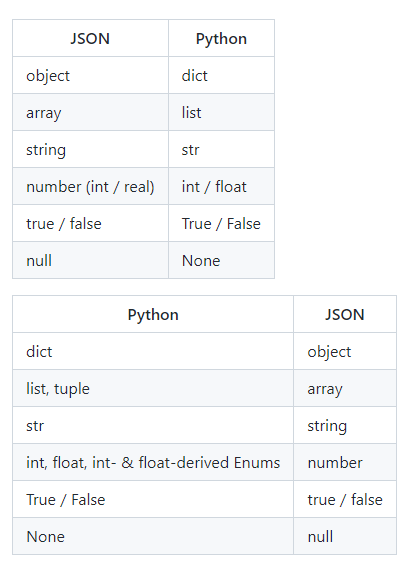 JSON Python
object dict
array list
string str
number (int / real) int / float
true / false True / False
null None
Python JSON
dict object
list, tuple array
str string
int, float, int- & float-derived Enums number
True / False true / false
None null